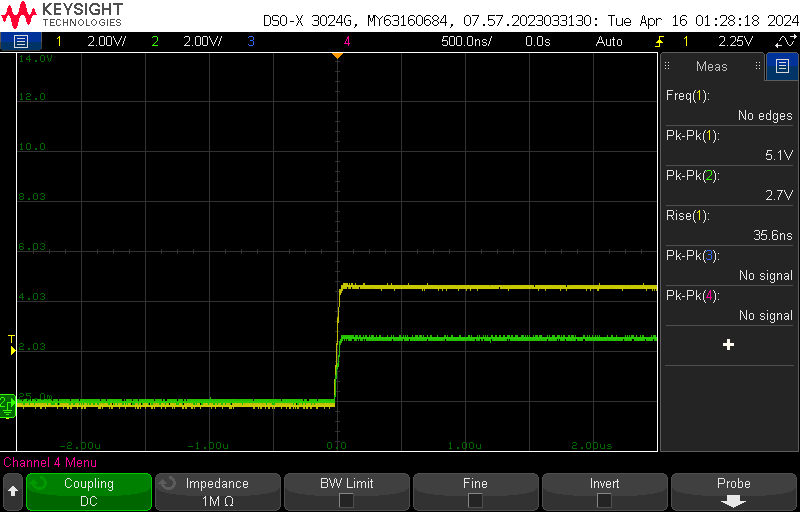 KEYSIGHT
TECHNOLOGIES
DSO-X 3024G, MY63160684, 07.57.2023033130: Tue Apr 16 01:28:18 2024
1 2.00V/ 2 2.00V/ 3 4 500.0ns/ 0.0s Auto 1 2.25V
14.0V
12.0
10.0
8.03
6.03
4.03
T
2.03
2
25.0m
-2.00u -1.00u 0.0 1.00u 2.00us
Meas
Freq(1):
No edges
Pk-Pk(1):
5.1V
Pk-Pk(2):
2.7V
Rise(1):
35.6ns
Pk-Pk(3):
No signal
Pk-Pk(4):
No signal
Channel 4 Menu
Coupling
DC
Impedance
1M Ω
BW Limit
Fine
Invert
Probe